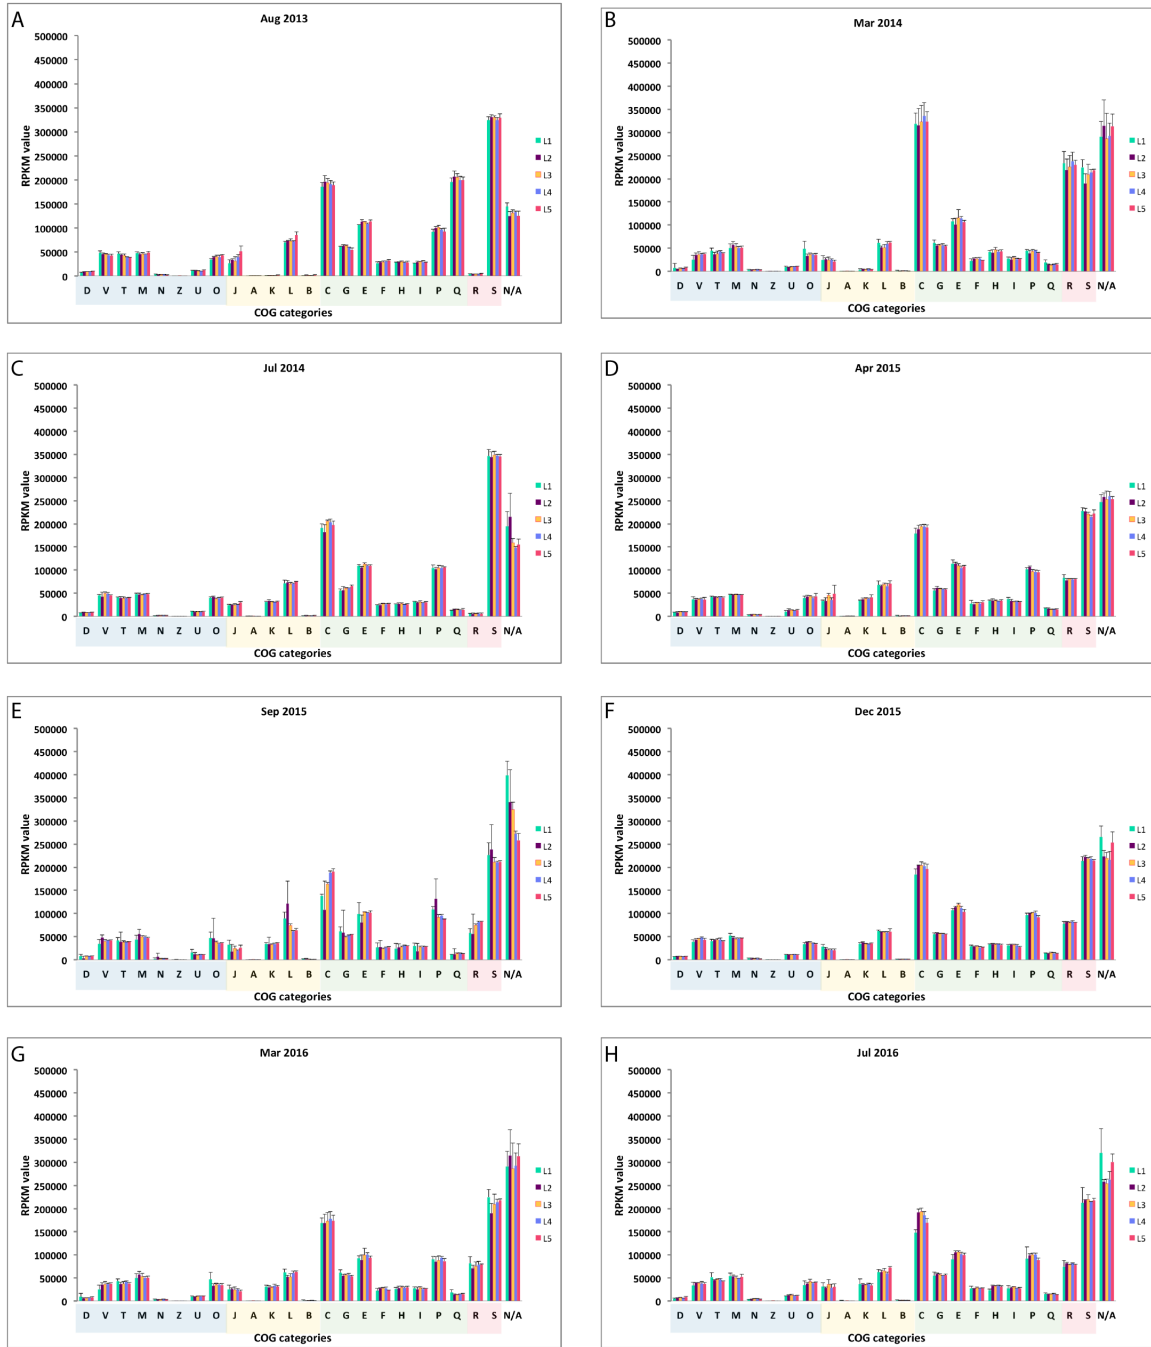 A
Aug 2013
500000
450000
400000
350000
300000
250000
200000
150000
100000
50000
0
RPKM value
L1
L2
L3
L4
L5
D V T M N Z U O J A K L B C G E F H I P Q R S N/A
COG categories
B
Mar 2014
500000
450000
400000
350000
300000
250000
200000
150000
100000
50000
0
RPKM value
L1
L2
L3
L4
L5
D V T M N Z U O J A K L B C G E F H I P Q R S N/A
COG categories
C
Jul 2014
500000
450000
400000
350000
300000
250000
200000
150000
100000
50000
0
RPKM value
L1
L2
L3
L4
L5
D V T M N Z U O J A K L B C G E F H I P Q R S N/A
COG categories
D
Apr 2015
500000
450000
400000
350000
300000
250000
200000
150000
100000
50000
0
RPKM value
L1
L2
L3
L4
L5
D V T M N Z U O J A K L B C G E F H I P Q R S N/A
COG categories
E
Sep 2015
500000
450000
400000
350000
300000
250000
200000
150000
100000
50000
0
RPKM value
L1
L2
L3
L4
L5
D V T M N Z U O J A K L B C G E F H I P Q R S N/A
COG categories
F
Dec 2015
500000
450000
400000
350000
300000
250000
200000
150000
100000
50000
0
RPKM value
L1
L2
L3
L4
L5
D V T M N Z U O J A K L B C G E F H I P Q R S N/A
COG categories
G
Mar 2016
500000
450000
400000
350000
300000
250000
200000
150000
100000
50000
0
RPKM value
L1
L2
L3
L4
L5
D V T M N Z U O J A K L B C G E F H I P Q R S N/A
COG categories
H
Jul 2016
500000
450000
400000
350000
300000
250000
200000
150000
100000
50000
0
RPKM value
L1
L2
L3
L4
L5
D V T M N Z U O J A K L B C G E F H I P Q R S N/A
COG categories